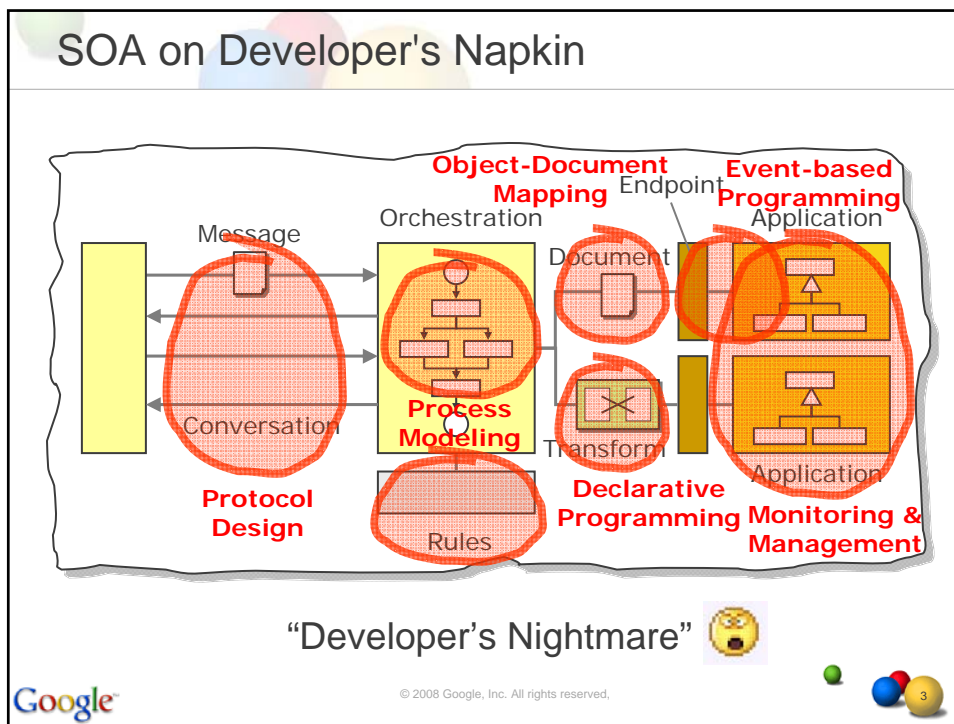 SOA on Developer's Napkin
Object-Document
Mapping
Endpoint
Event-based
Programming
Message
Orchestration
Application
Document
Conversation
Process
Modeling
Transform
Application
Protocol
Design
Rules
Declarative
Programming
Monitoring &
Management
“Developer’s Nightmare”
Google™
© 2008 Google, Inc. All rights reserved,
3